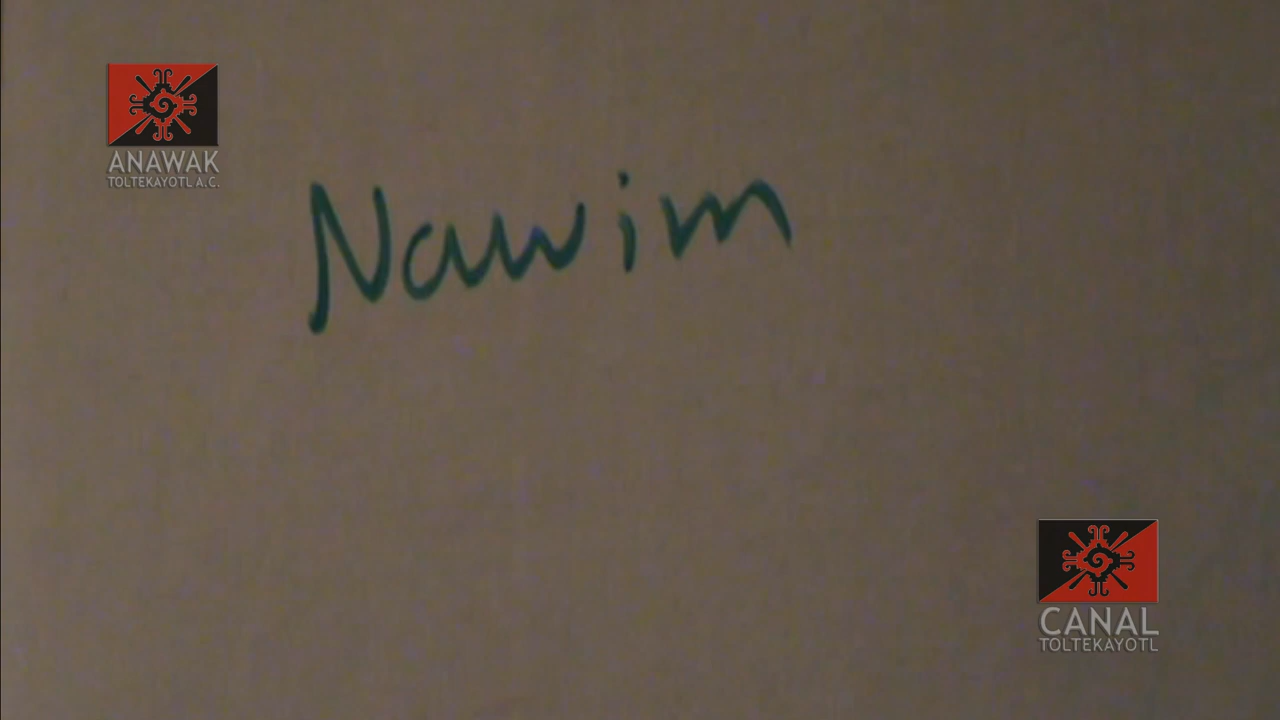 ANAWAK
TOLTEKAYOTL A.C.
Nawim
CANAL
TOLTEKAYOTL